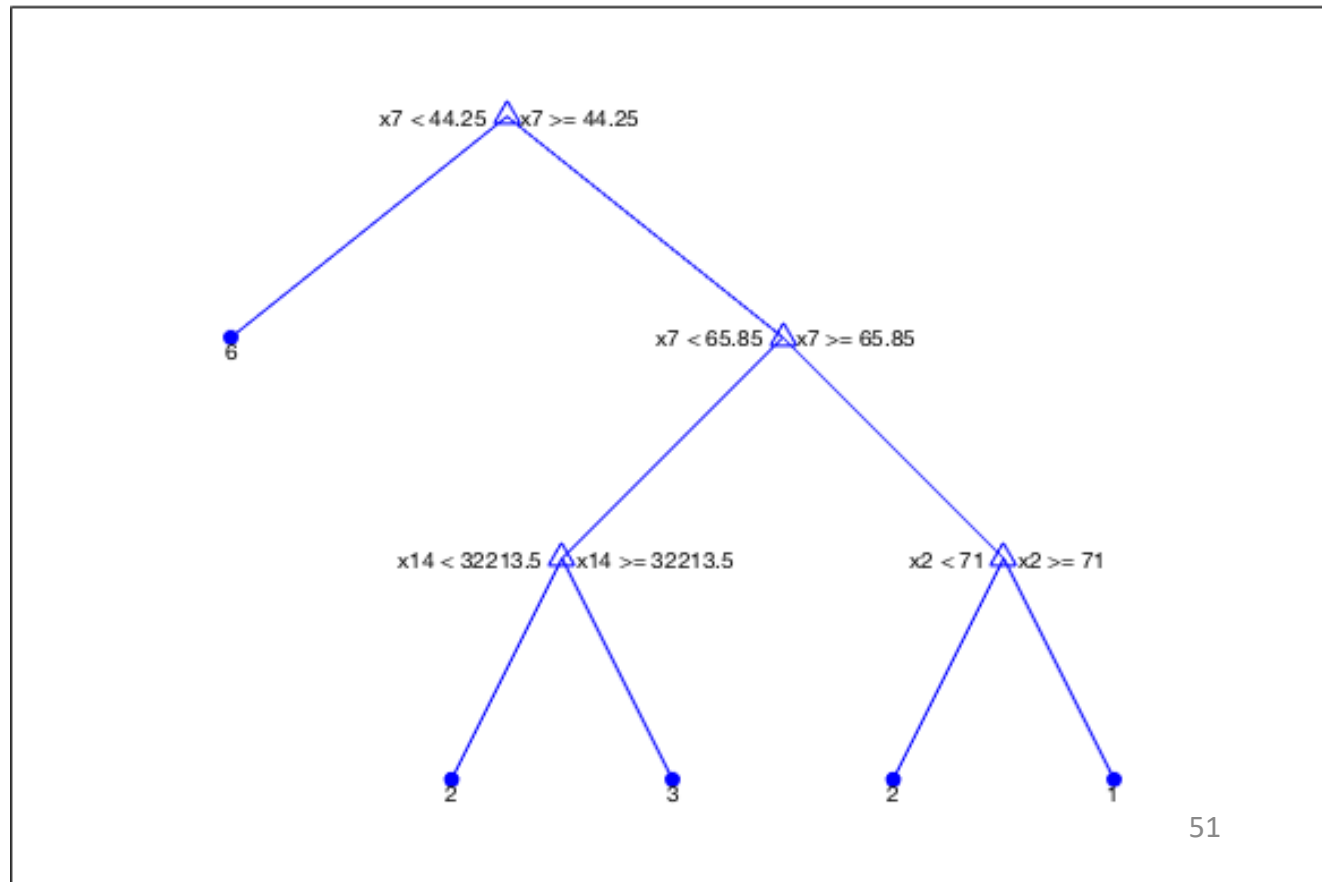 x7 < 44.25 x7 >= 44.25
6
x7 < 65.85 x7 >= 65.85
x14 < 32213.5 x14 >= 32213.5
x2 < 71 x2 >= 71
2 3 2 1
51